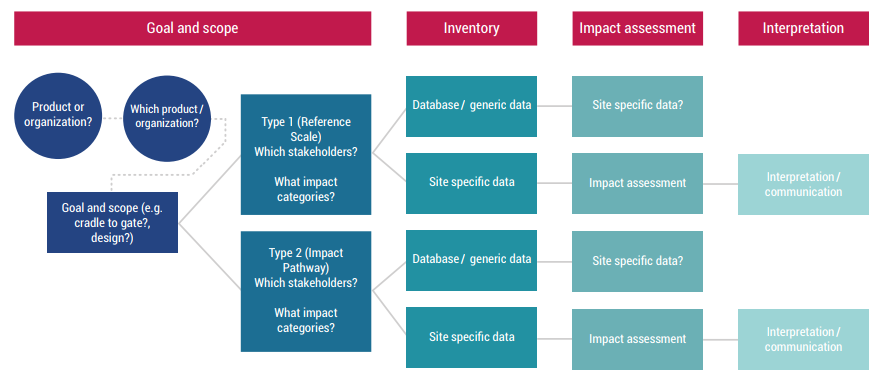 Goal and scope
Inventory
Impact assessment
Interpretation
Product or
organization?
Which product /
organization?
Goal and scope (e.g.
cradle to gate?,
design?)
Type 1 (Reference
Scale)
Which stakeholders?
What impact
categories?
Database / generic data
Site specific data?
Site specific data
Impact assessment
Interpretation /
communication
Type 2 (Impact
Pathway)
Which stakeholders?
What impact
categories?
Database / generic data
Site specific data?
Site specific data
Impact assessment
Interpretation /
communication